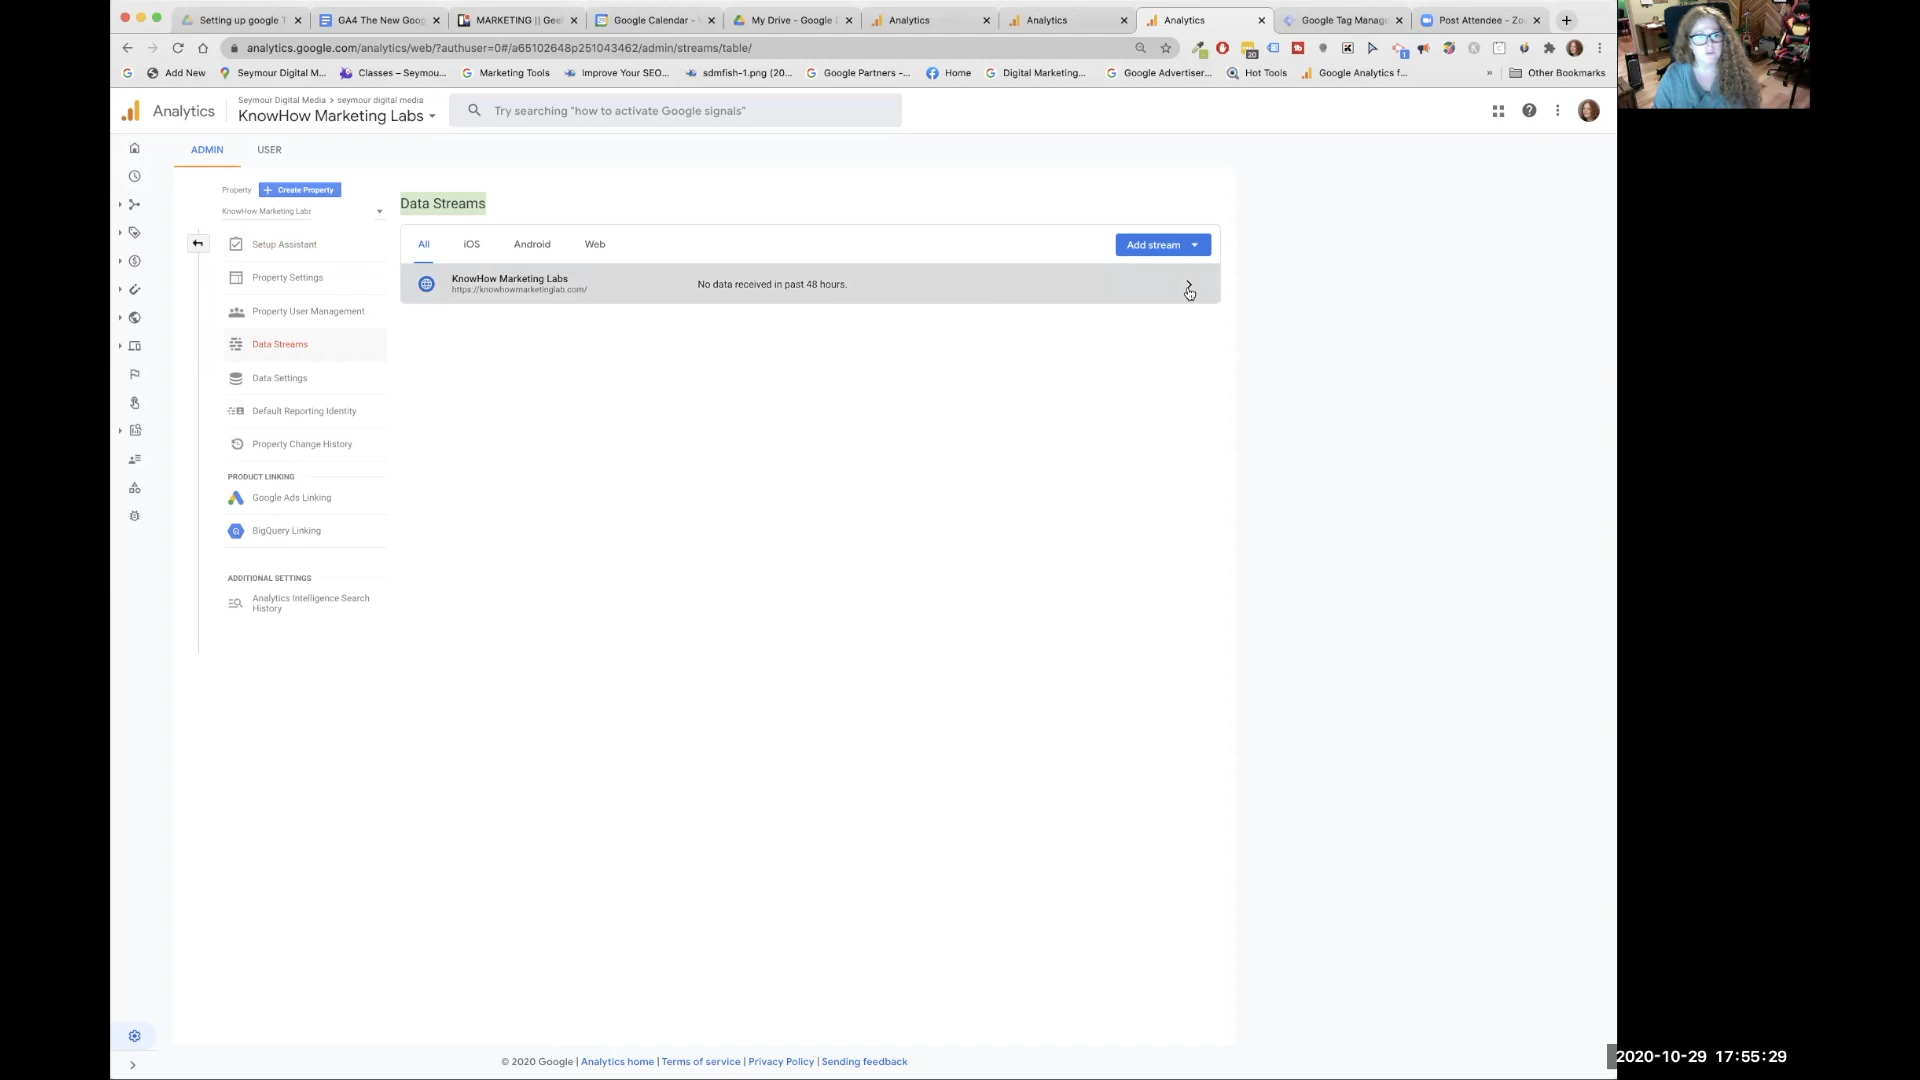 Setting up google T
GA4 The New Goog
MARKETING || Gee
Google Calendar -
My Drive - Google
Analytics
Analytics
Analytics
Google Tag Manag
Post Attendee - Zo
analytics.google.com/analytics/web/?authuser=0#/a65102648p251043462/admin/streams/table/
Add New
Seymour Digital M...
Classes – Seymou...
Marketing Tools
Improve Your SEO...
sdmfish-1.png (20...
Google Partners -...
Home
Digital Marketing...
Google Advertiser...
Hot Tools
Google Analytics f...
»
Other Bookmarks
Analytics
Seymour Digital Media > seymour digital media
KnowHow Marketing Labs
Try searching "how to activate Google signals"
ADMIN
USER
Property
+ Create Property
KnowHow Marketing Labs
Setup Assistant
Property Settings
Property User Management
Data Streams
Data Settings
Default Reporting Identity
Property Change History
PRODUCT LINKING
Google Ads Linking
BigQuery Linking
ADDITIONAL SETTINGS
Analytics Intelligence Search
History
Data Streams
All
iOS
Android
Web
Add stream
KnowHow Marketing Labs
https://knowhowmarketinglab.com/
No data received in past 48 hours.
© 2020 Google | Analytics home | Terms of service | Privacy Policy | Sending feedback
2020-10-29 17:55:29